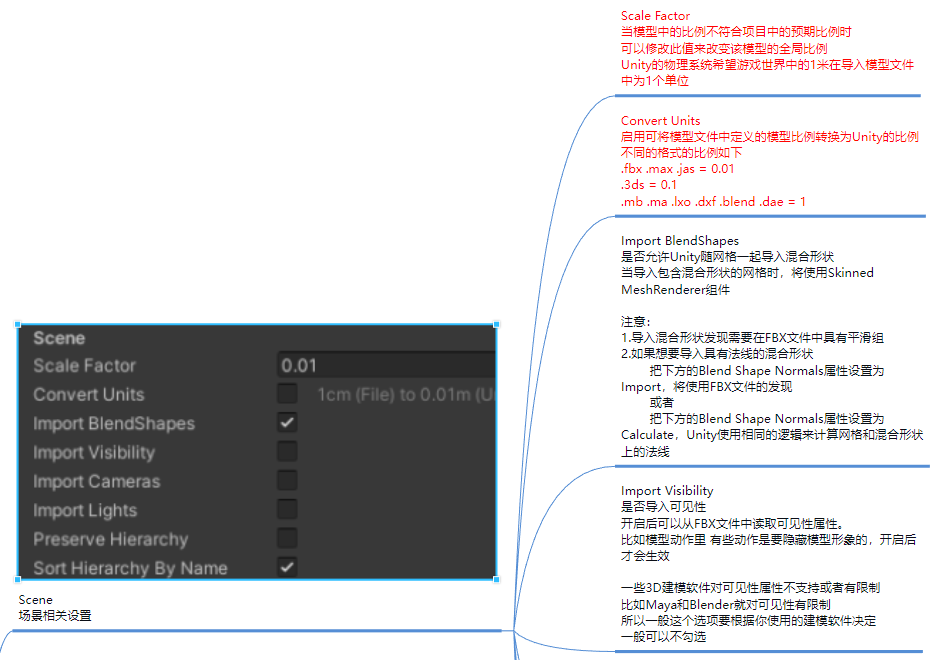 Scale Factor
当模型中的比例不符合项目中的预期比例时
可以修改此值来改变该模型的全局比例
Unity的物理系统希望游戏世界中的1米在导入模型文件
中为1个单位
Convert Units
启用可将模型文件中定义的模型比例转换为Unity的比例
不同的格式的比例如下
.fbx .max .jas = 0.01
.3ds = 0.1
.mb .ma .lxo .dxf .blend .dae = 1
Import BlendShapes
是否允许Unity随网格一起导入混合形状
当导入包含混合形状的网格时，将使用Skinned
MeshRenderer组件
注意：
1.导入混合形状发现需要在FBX文件中具有平滑组
2.如果想要导入具有法线的混合形状
把下方的Blend Shape Normals属性设置为
Import，将使用FBX文件的发现
或者
把下方的Blend Shape Normals属性设置为
Calculate，Unity使用相同的逻辑来计算网格和混合形状
上的法线
Import Visibility
是否导入可见性
开启后可以从FBX文件中读取可见性属性。
比如模型动作里 有些动作是要隐蔽模型形象的，开启后
才会生效
一些3D建模软件对可见性属性不支持或者有限制
比如Maya和Blender就对可见性有限制
所以一般这个选项要根据你使用的建模软件决定
一般可以不勾选
Scene
Scale Factor 0.01
Convert Units 1cm (File) to 0.01m (U
Import BlendShapes
Import Visibility
Import Cameras
Import Lights
Preserve Hierarchy
Sort Hierarchy By Name
Scene
场景相关设置